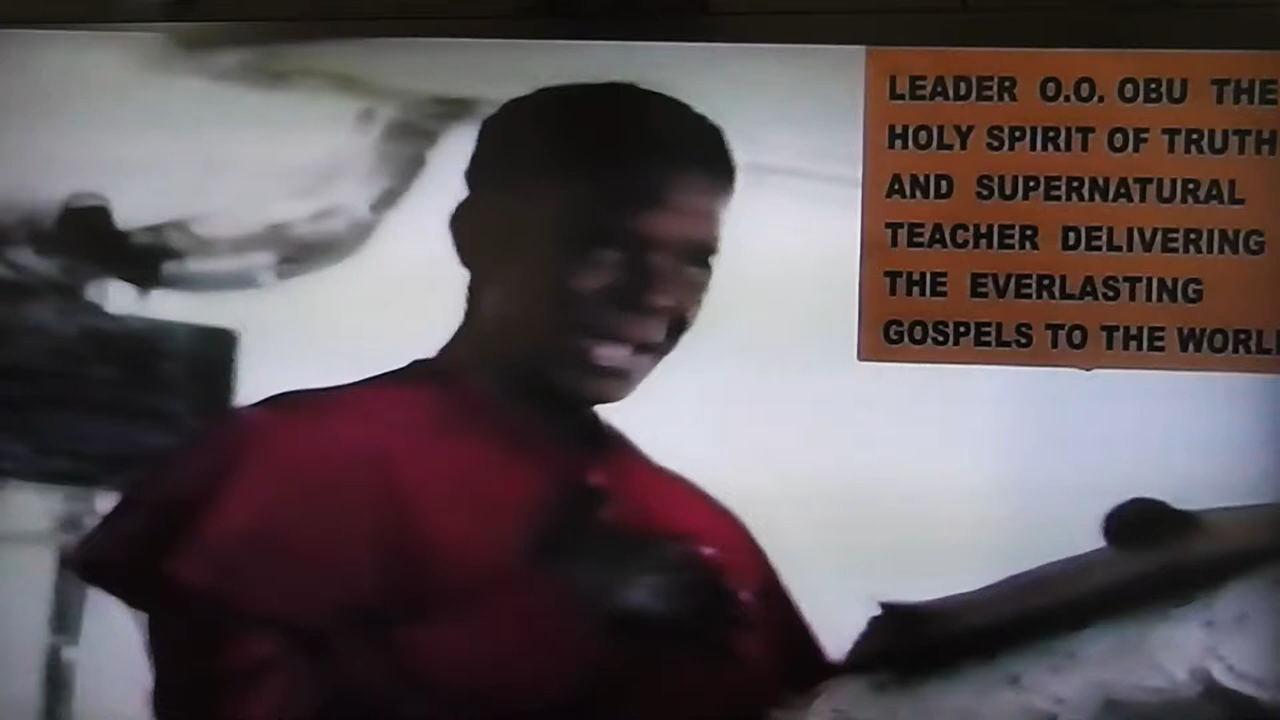 LEADER O.O. OBU THE
HOLY SPIRIT OF TRUTH
AND SUPERNATURAL
TEACHER DELIVERING
THE EVERLASTING
GOSPELS TO THE WORL